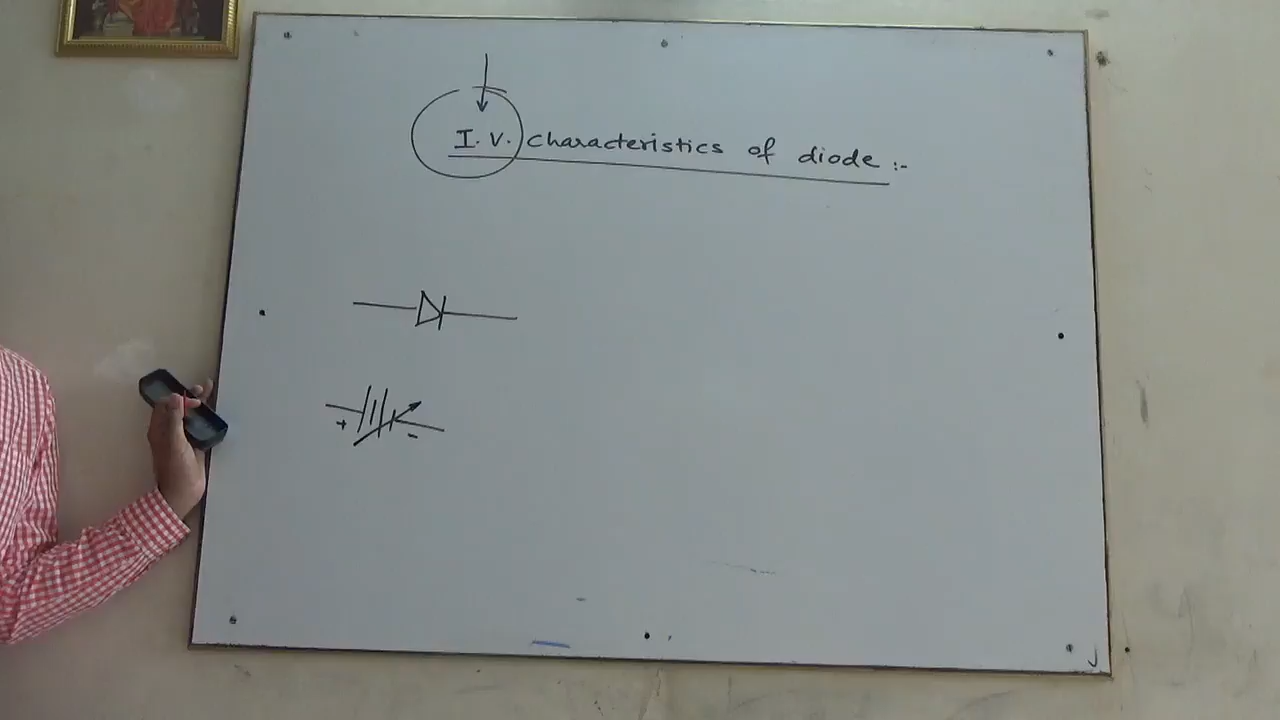 I. V. characteristics of diode :-
+ -